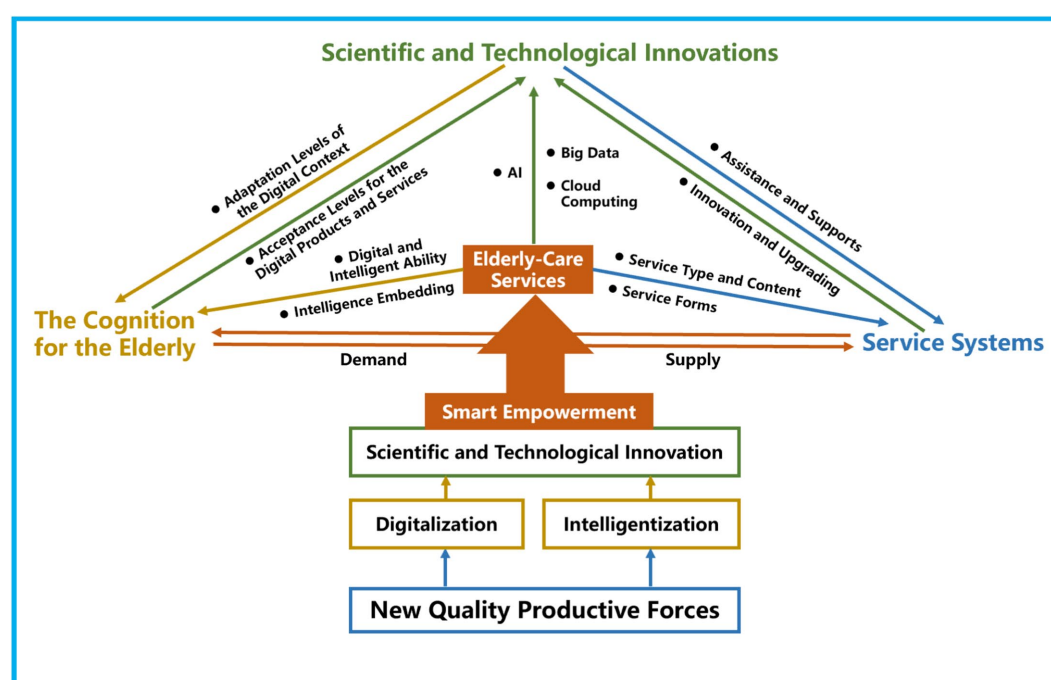 Scientific and Technological Innovations
● Adaptation Levels of
the Digital Context
● Acceptance Levels for the
Digital Products and Services
● AI
● Big Data
● Cloud
Computing
● Assistance and Supports
● Innovation and Upgrading
● Digital and
Intelligent Ability
● Intelligence Embedding
Elderly-Care
Services
● Service Type and Content
● Service Forms
The Cognition
for the Elderly
Service Systems
Demand
Supply
Smart Empowerment
Scientific and Technological Innovation
Digitalization
Intelligentization
New Quality Productive Forces